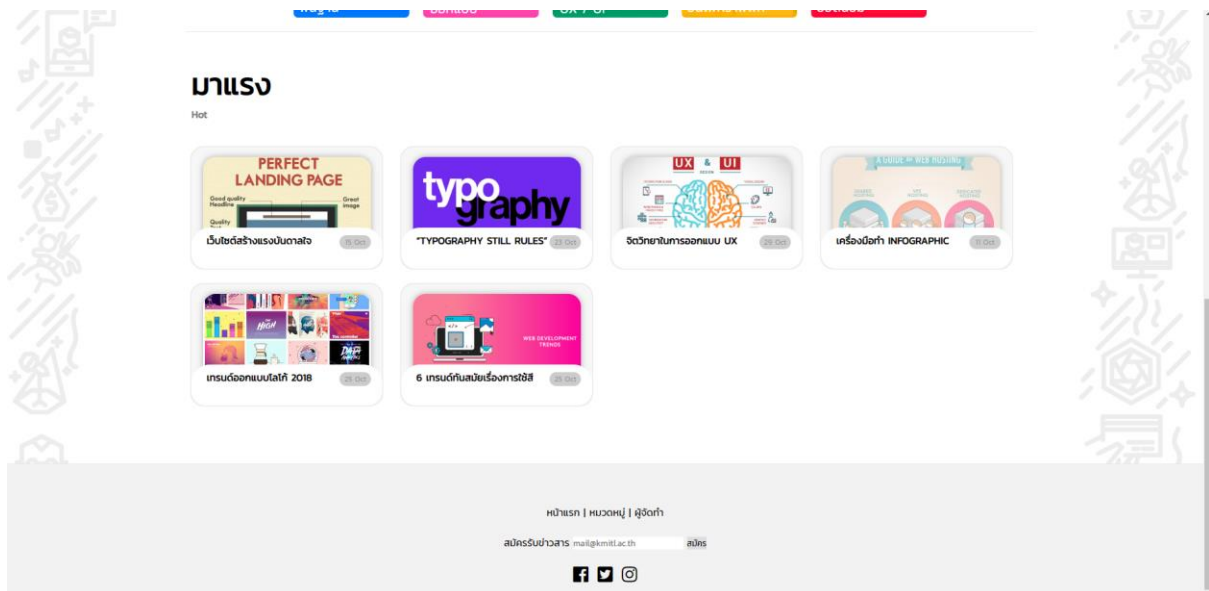 UX / UI
มาแรง
Hot
PERFECT
LANDING PAGE
Good quality
Headline
Great
image
Quality
เว็บไซต์สร้างแรงบันดาลใจ
15 Oct
typography
"TYPOGRAPHY STILL RULES"
23 Oct
UX & UI
DESIGN
จิตวิทยาในการออกแบบ UX
29 Oct
A GUIDE TO WEB HOSTING
เครื่องมือทำ INFOGRAPHIC
11 Oct
HIGH
DATA
เทรนด์ออกแบบโลโก้ 2018
25 Oct
WEB DEVELOPMENT
TRENDS
6 เทรนด์ทันสมัยเรื่องการใช้สี
25 Oct
หน้าแรก | หมวดหมู่ | ผู้จัดทำ
สมัครรับข่าวสาร mail@kmitl.ac.th สมัคร